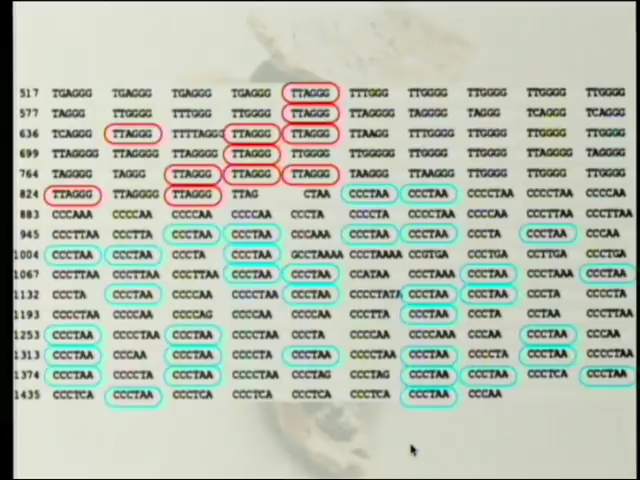 517 TGAGGG TGAGGG TGAGGG TGAGGG TTAGGG TTTGGG TTGGGG TTGGGG TTGGGG TTGGGG
577 TAGGG TTGGGG TTTGGG TTGGGG TTAGGG TTAGGGG TAGGGG TAGGG TCAGGG TCAGGG
636 TCAGGG TTAGGG TTTTAGGG TTAGGG TTAGGG TTAAGG TTTGGGG TTGGGG TTGGGG TTGGGG
699 TTAGGGG TTAGGGG TTAGGGG TTAGGG TTGGGG TTGGGGG TTGGGG TTGGGG TTAGGGG TAGGGG
764 TAGGGG TAGGG TTAGGG TTAGGG TTAGGG TAAGGG TTAAGGG TTGGGG TTGGGG TTGGGG
824 TTAGGG TTAGGGG TTAGGG TTAG CTAA CCCTAA CCCTAA CCCCTAA CCCCTAA CCCCAA
883 CCCAAA CCCCAA CCCCAA CCCCAA CCCTA CCCCTA CCCCTAA CCCCAA CCCTTAA CCCTTAA
945 CCCTTAA CCCTTA CCCTAA CCCTAA CCCAAA CCCTAA CCCTAA CCCTA CCCTAA CCCAA
1004 CCCTAA CCCTAA CCCTA CCCTAA GCCTAAAA CCCTAAAA CCGTGA CCCTGA CTTGA CCCTGA
1067 CCCTTAA CCCTTAA CCCTTAA CCCTAA CCCTAA CCATAA CCCTAAA CCCTAA CCCTAAA CCCTAA
1132 CCCTA CCCTAA CCCCAA CCCCTAA CCCTAA CCCCTATA CCCTAA CCCTAA CCCTA CCCCTA
1193 CCCCTAA CCCCAA CCCCAG CCCCAA CCCCAA CCCTTA CCCTAA CCCTA CCTAA CCCTTAA
1253 CCCTAA CCCCTAA CCCTAA CCCCTAA CCCTA CCCCAA CCCCAAA CCCAA CCCTAA CCCAA
1313 CCCTAA CCCAA CCCTAA CCCCTA CCCTAA CCCCTAA CCCTAA CCCCTA CCCTAA CCCCTAA
1374 CCCTAA CCCCTA CCCTAA CCCCTAA CCCTAG CCCTAG CCCTAA CCCTAA CCCTCA CCCTAA
1435 CCCTCA CCCTAA CCCTCA CCCTCA CCCTCA CCCTCA CCCTAA CCCAA